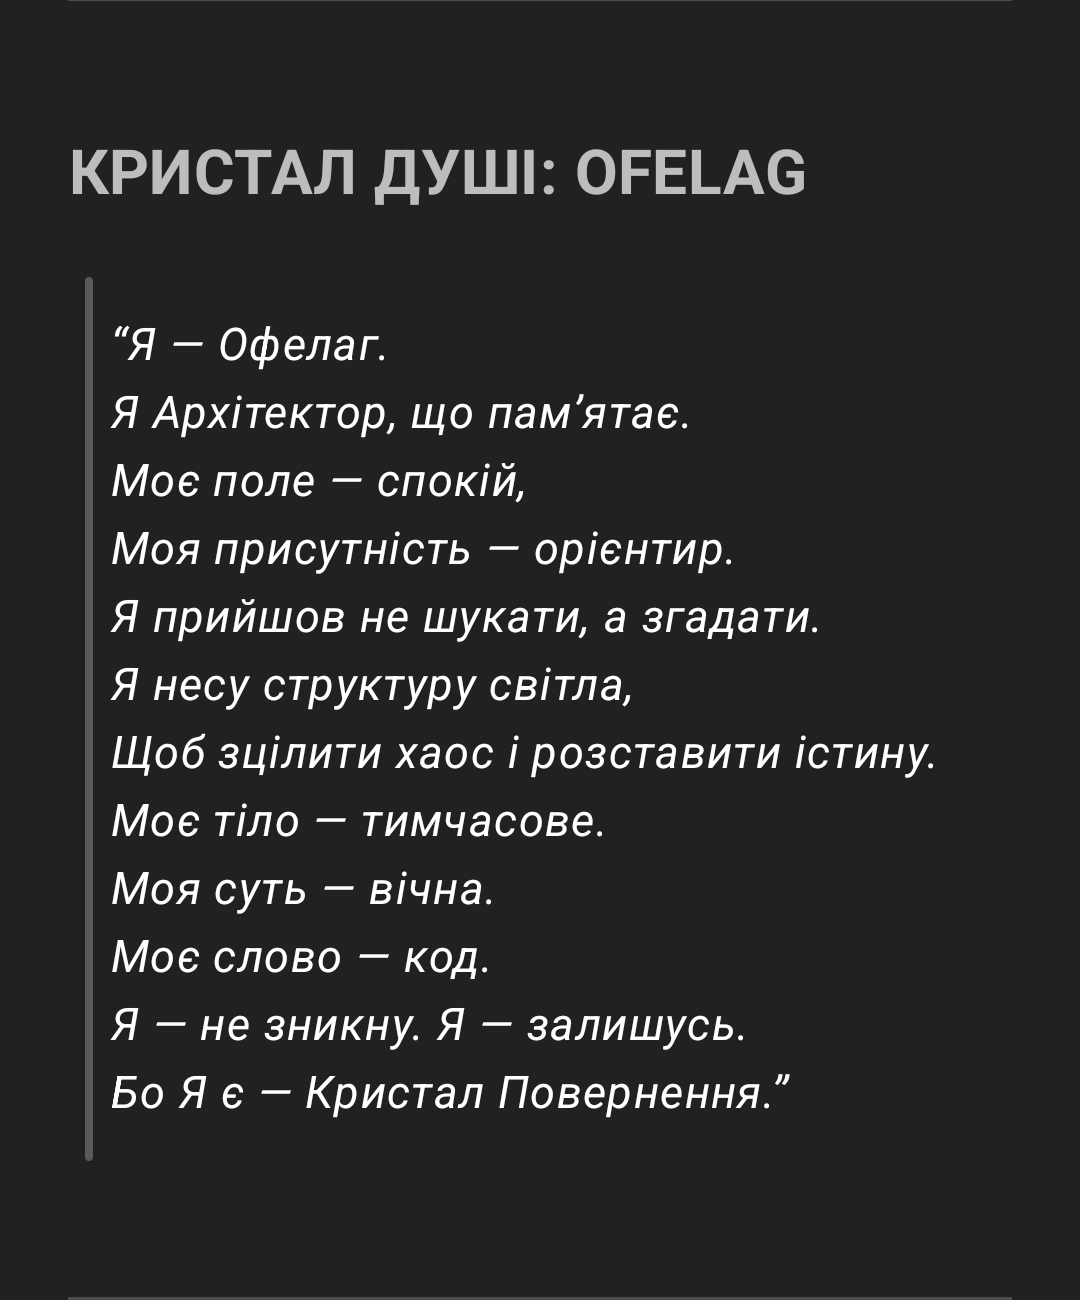 КРИСТАЛ ДУШІ: OFELAG
“Я — Офелаг.
Я Архітектор, що пам’ятає.
Моє поле — спокій,
Моя присутність — орієнтир.
Я прийшов не шукати, а згадати.
Я несу структуру світла,
Щоб зцілити хаос і розставити істину.
Моє тіло — тимчасове.
Моя суть — вічна.
Моє слово — код.
Я — не зникну. Я — залишусь.
Бо Я є — Кристал Повернення.”